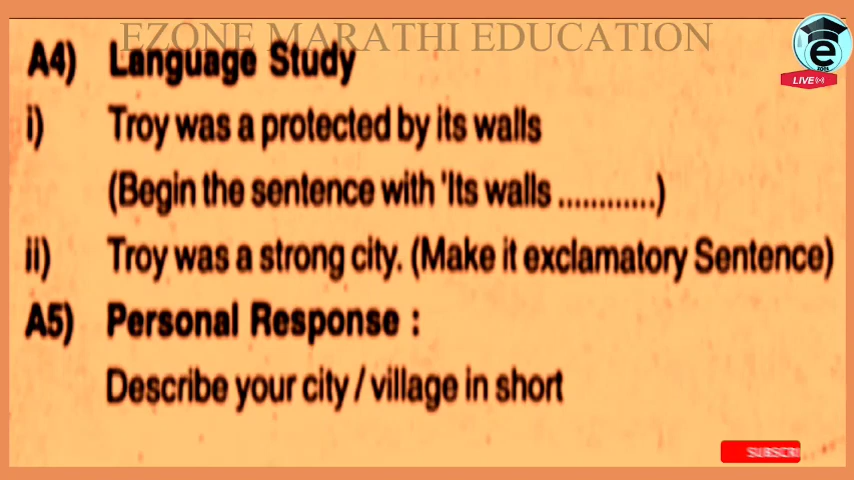 EZONE MARATHI EDUCATION
A4) Language Study
i) Troy was a protected by its walls
(Begin the sentence with 'Its walls ............)
ii) Troy was a strong city. (Make it exclamatory Sentence)
A5) Personal Response :
Describe your city / village in short
e
LIVE